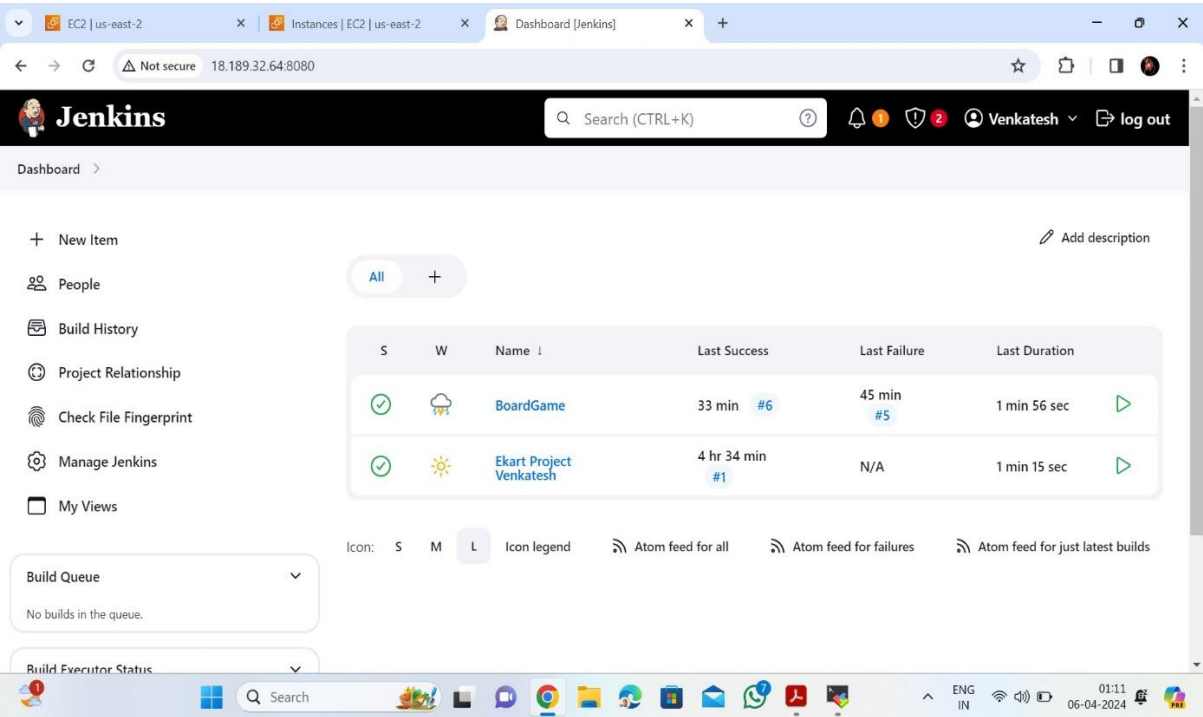 EC2 | us-east-2
Instances | EC2 | us-east-2
Dashboard [Jenkins]
Not secure 18.189.32.64:8080
Jenkins
Search (CTRL+K)
1
2
Venkatesh
log out
Dashboard
New Item
People
Build History
Project Relationship
Check File Fingerprint
Manage Jenkins
My Views
Add description
All +
S W Name ↓ Last Success Last Failure Last Duration
BoardGame 33 min #6 45 min #5 1 min 56 sec
Ekart Project
Venkatesh
4 hr 34 min
#1
N/A
1 min 15 sec
Icon: S M L Icon legend Atom feed for all Atom feed for failures Atom feed for just latest builds
Build Queue
No builds in the queue.
Build Executor Status
1
Search
7
PRE
ENG
IN
01:11
06-04-2024